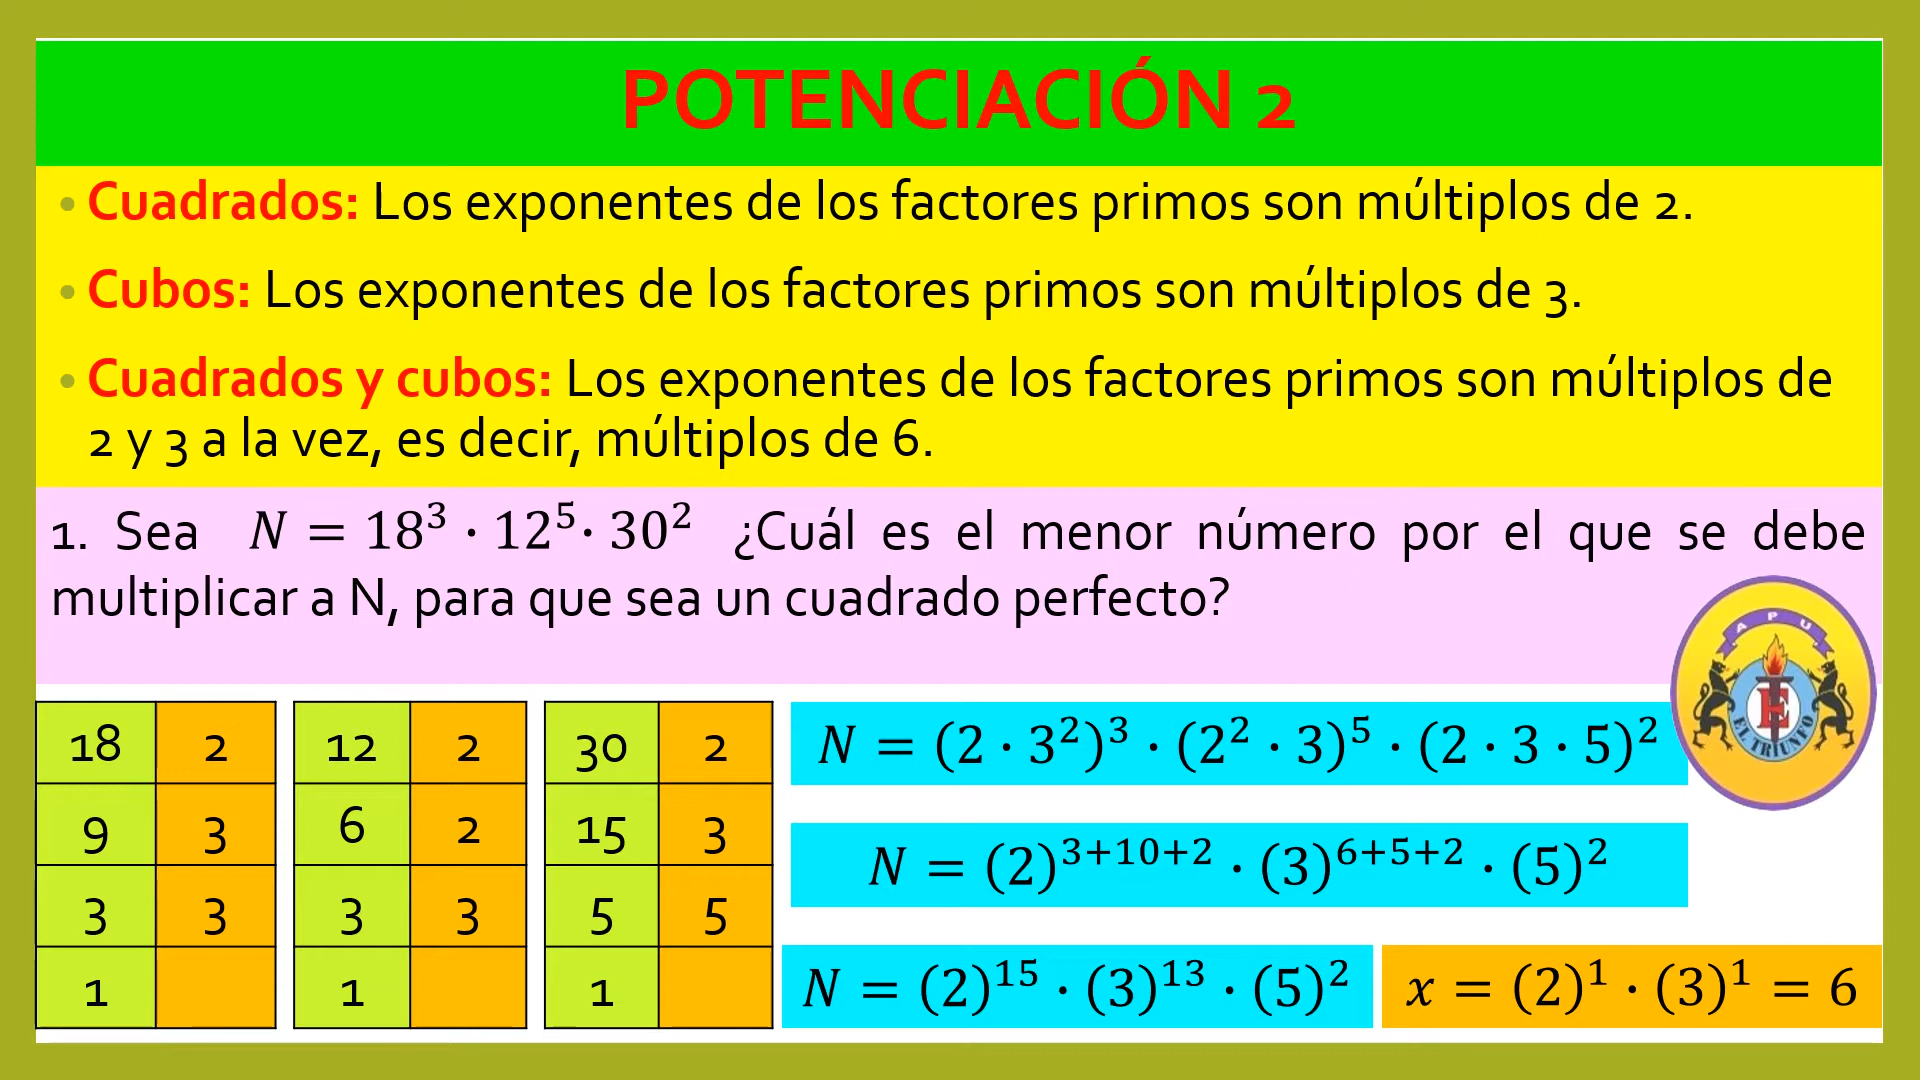 POTENCIACIÓN 2
• Cuadrados: Los exponentes de los factores primos son múltiplos de 2.
• Cubos: Los exponentes de los factores primos son múltiplos de 3.
• Cuadrados y cubos: Los exponentes de los factores primos son múltiplos de
2 y 3 a la vez, es decir, múltiplos de 6.
1. Sea N = 18³ · 12⁵· 30² ¿Cuál es el menor número por el que se debe
multiplicar a N, para que sea un cuadrado perfecto?
A P U
E
EL TRIUNFO
18 2
9 3
3 3
1
12 2
6 2
3 3
1
30 2
15 3
5 5
1
N = (2 · 3²)³ · (2² · 3)⁵ · (2 · 3 · 5)²
N = (2)³⁺¹⁰⁺² · (3)⁶⁺⁵⁺² · (5)²
N = (2)¹⁵ · (3)¹³ · (5)²
x = (2)¹ · (3)¹ = 6